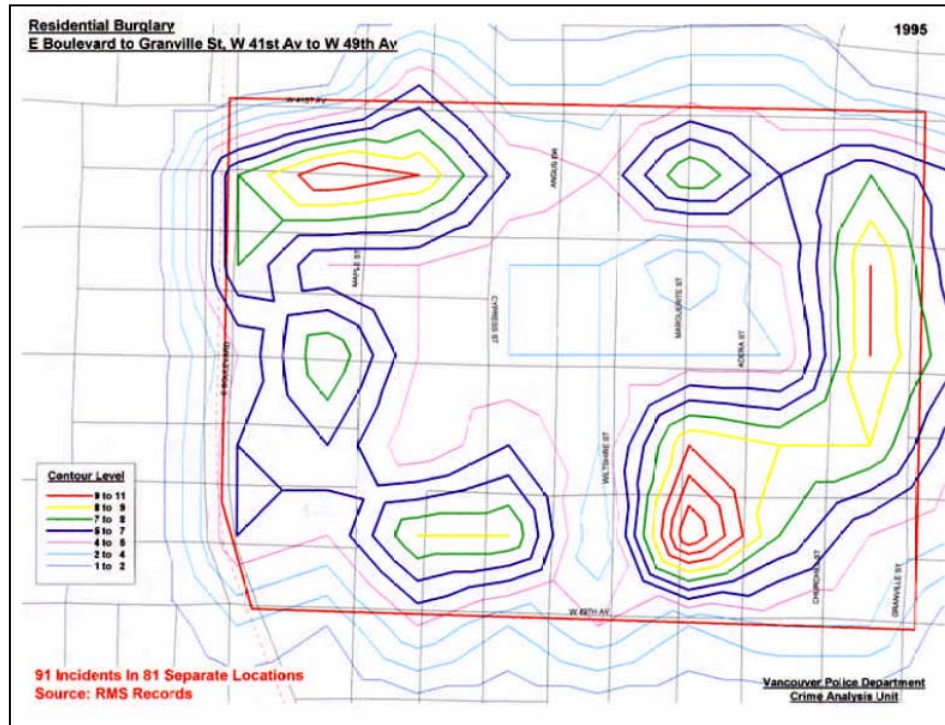 Residential Burglary
E Boulevard to Granville St, W 41st Av to W 49th Av
1995
W 41ST AV
ANGUS DR
MAPLE ST
CYPRESS ST
MARGUERITE ST
ADERA ST
E BOULEVARD
WILTSHIRE ST
CHURCHILL ST
GRANVILLE ST
W 49TH AV
Contour Level
9 to 11
8 to 9
7 to 8
5 to 7
4 to 5
2 to 4
1 to 2
91 Incidents In 81 Separate Locations
Source: RMS Records
Vancouver Police Department
Crime Analysis Unit